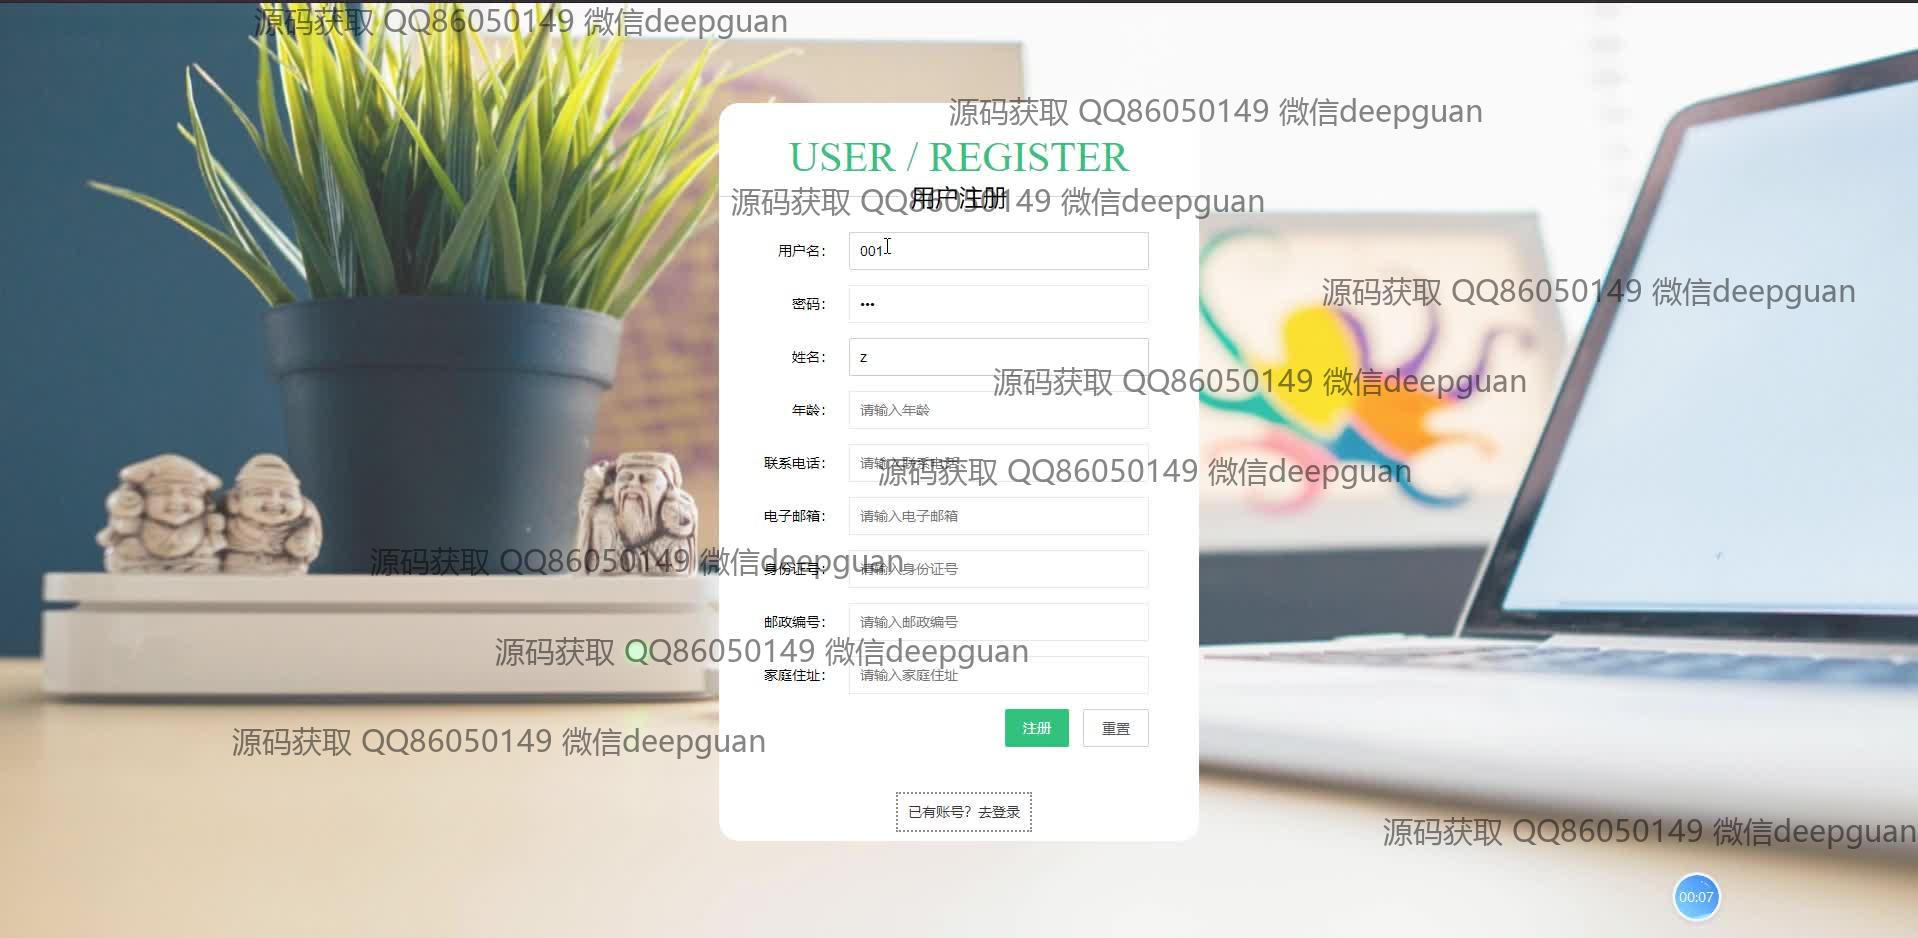 源码获取 QQ86050149 微信deepguan
源码获取 QQ86050149 微信deepguan
USER / REGISTER
用户注册
源码获取 QQ86050149 微信deepguan
用户名：
001
源码获取 QQ86050149 微信deepguan
密码：
•••
姓名：
z
源码获取 QQ86050149 微信deepguan
年龄：
请输入年龄
联系电话：
请输入联系电话
源码获取 QQ86050149 微信deepguan
电子邮箱：
请输入电子邮箱
源码获取 QQ86050149 微信deepguan
身份证号：
请输入身份证号
邮政编号：
请输入邮政编号
源码获取 QQ86050149 微信deepguan
家庭住址：
请输入家庭住址
注册
重置
源码获取 QQ86050149 微信deepguan
已有账号？去登录
源码获取 QQ86050149 微信deepguan
00:07